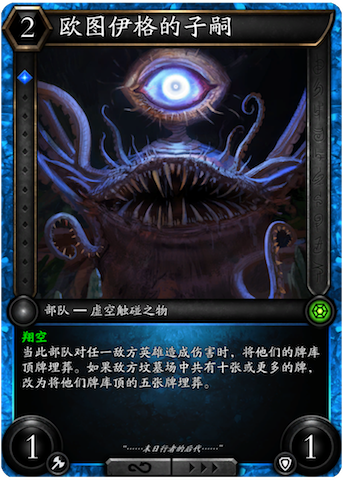 2 欧图伊格的子嗣
部队 — 虚空触碰之物
翔空
当此部队对任一敌方英雄造成伤害时，将他们的牌库
顶牌埋葬。如果敌方坟墓场中共有十张或更多的牌，
改为将他们牌库顶的五张牌埋葬。
“……末日行者的后代……”
1 1